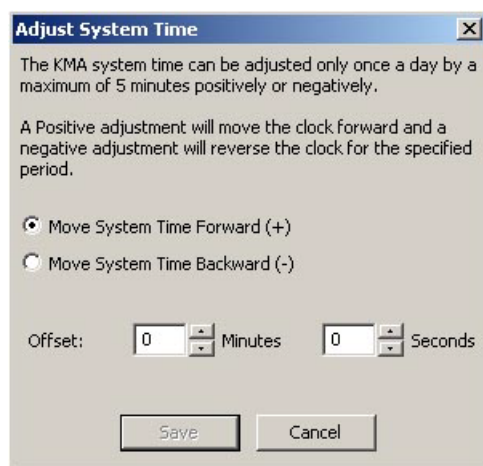 Adjust System Time
The KMA system time can be adjusted only once a day by a
maximum of 5 minutes positively or negatively.
A Positive adjustment will move the clock forward and a
negative adjustment will reverse the clock for the specified
period.
Move System Time Forward (+)
Move System Time Backward (-)
Offset: 0 Minutes 0 Seconds
Save Cancel